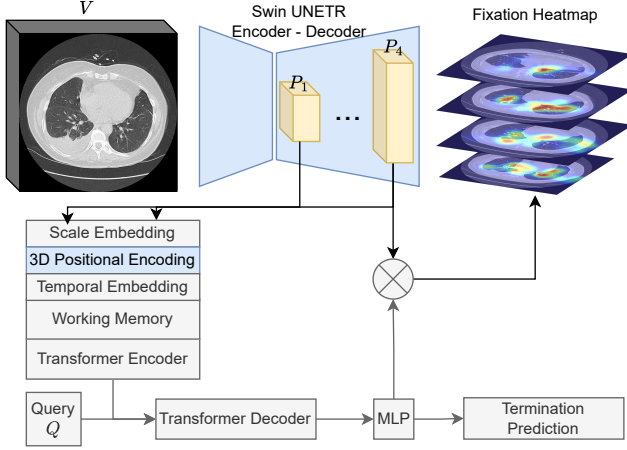 V
Swin UNETR
Encoder - Decoder
Fixation Heatmap
P1
...
P4
Scale Embedding
3D Positional Encoding
Temporal Embedding
Working Memory
Transformer Encoder
Query
Q
Transformer Decoder
MLP
Termination
Prediction